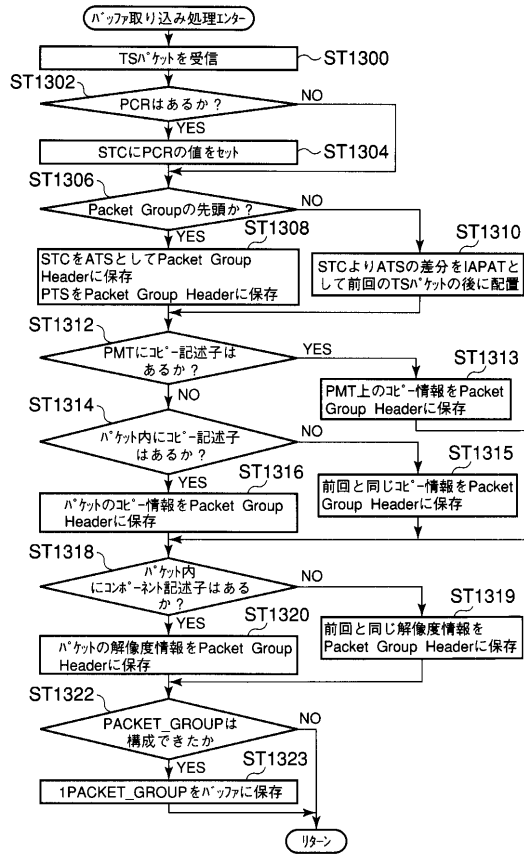 バッファ取り込み処理エンター
TSパケットを受信
ST1300
ST1302
PCRはあるか?
NO
YES
STCにPCRの値をセット
ST1304
ST1306
Packet Groupの先頭か?
NO
YES
ST1308
STCをATSとしてPacket Group
Headerに保存
PTSをPacket Group Headerに保存
ST1310
STCよりATSの差分をIAPATと
して前回のTSパケットの後に配置
ST1312
PMTにコピー記述子は
あるか?
YES
NO
ST1313
PMT上のコピー情報をPacket
Group Headerに保存
ST1314
パケット内にコピー記述子
はあるか?
NO
YES
ST1316
パケットのコピー情報をPacket Group
Headerに保存
ST1315
前回と同じコピー情報をPacket
Group Headerに保存
ST1318
パケット内
にコンポーネント記述子はある
か?
NO
YES
ST1320
パケットの解像度情報をPacket Group
Headerに保存
ST1319
前回と同じ解像度情報を
Packet Group Headerに保存
ST1322
PACKET_GROUPは
構成できたか
NO
YES
ST1323
1PACKET_GROUPをバッファに保存
リターン